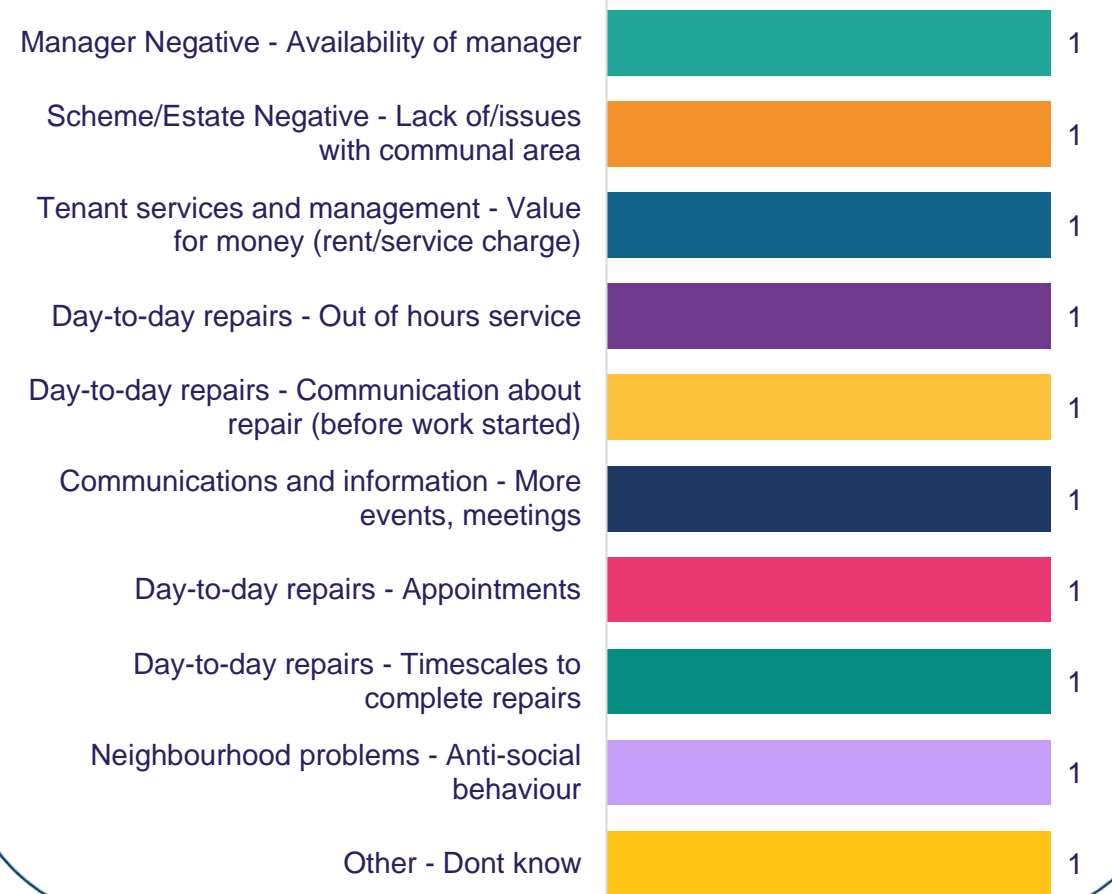 Manager Negative - Availability of manager
1
Scheme/Estate Negative - Lack of/issues
with communal area
1
Tenant services and management - Value
for money (rent/service charge)
1
Day-to-day repairs - Out of hours service
1
Day-to-day repairs - Communication about
repair (before work started)
1
Communications and information - More
events, meetings
1
Day-to-day repairs - Appointments
1
Day-to-day repairs - Timescales to
complete repairs
1
Neighbourhood problems - Anti-social
behaviour
1
Other - Dont know
1